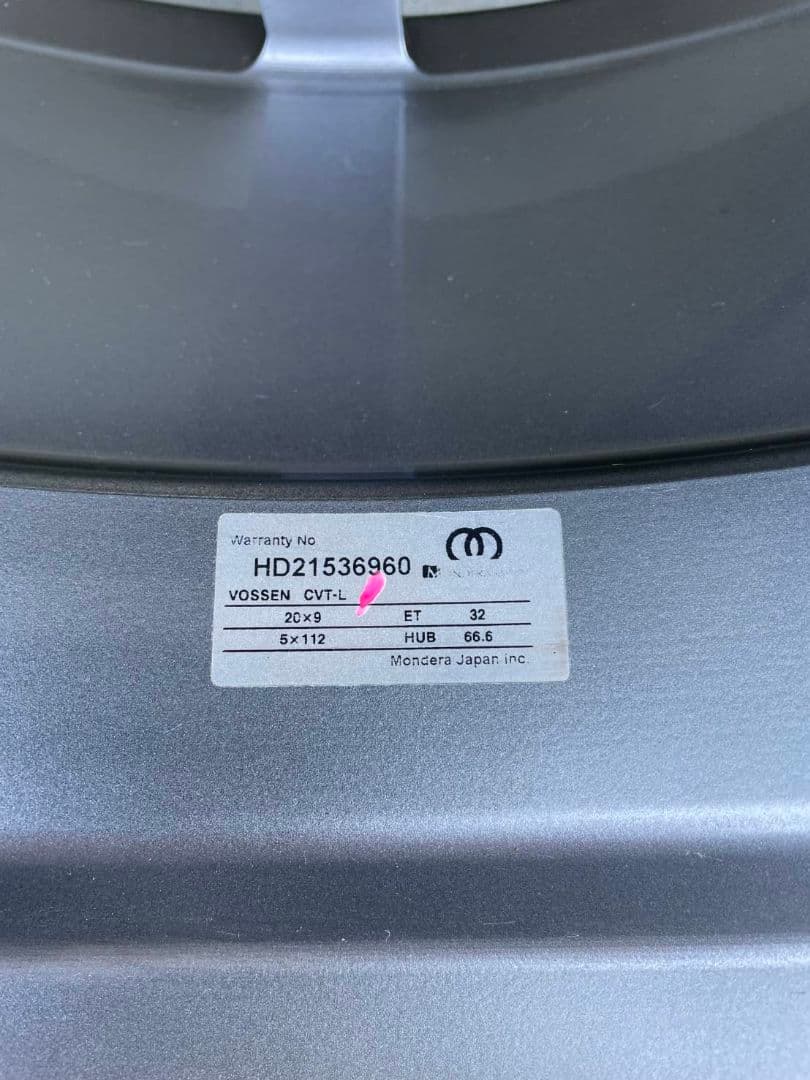 Warranty No
HD21536960
VOSSEN CVT-L
20×9 ET 32
5×112 HUB 66.6
Mondera Japan inc.